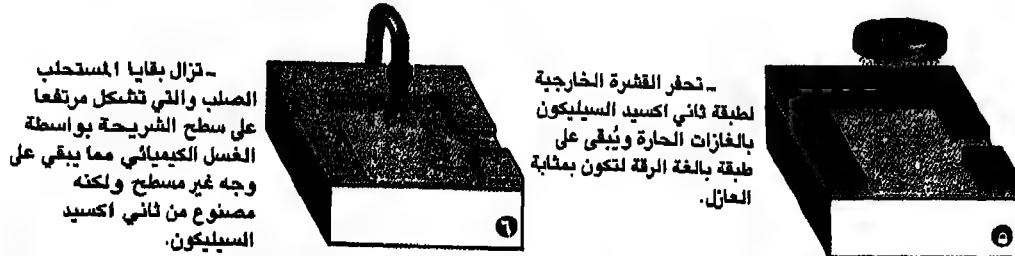 ـ تحفر القشرة الخارجية
لطبقة ثاني اكسيد السيليكون
بالغازات الحارة ويُبقى على
طبقة بالغة الرقة لتكون بمثابة
العازل.
٥
ـ تزال بقايا المستحلب
الصلب والتي تشكل مرتفعا
على سطح الشريحة بواسطة
الغسل الكيميائي مما يبقي على
وجه غير مسطح ولكنه
مصنوع من ثاني اكسيد
السيليكون.
٦